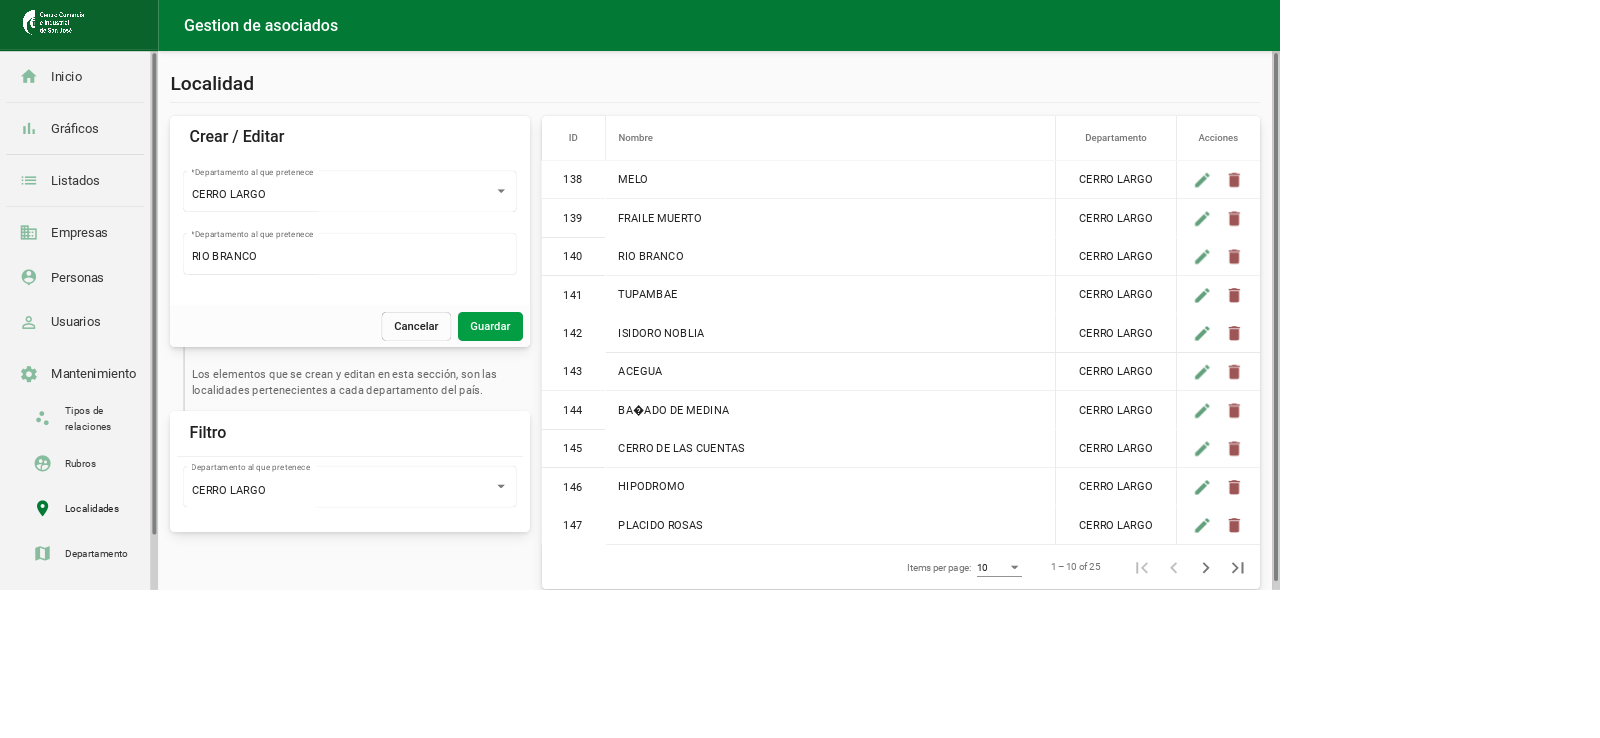 Centro Comercial
e Industrial
de San José
Gestion de asociados
Inicio
Gráficos
Listados
Empresas
Personas
Usuarios
Mantenimiento
Tipos de
relaciones
Rubros
Localidades
Departamento
Localidad
Crear / Editar
*Departamento al que pretenece
CERRO LARGO
*Departamento al que pretenece
RIO BRANCO
Cancelar Guardar
Los elementos que se crean y editan en esta sección, son las
localidades pertenecientes a cada departamento del país.
Filtro
Departamento al que pretenece
CERRO LARGO
ID Nombre Departamento Acciones
138 MELO CERRO LARGO
139 FRAILE MUERTO CERRO LARGO
140 RIO BRANCO CERRO LARGO
141 TUPAMBAE CERRO LARGO
142 ISIDORO NOBLIA CERRO LARGO
143 ACEGUA CERRO LARGO
144 BA�ADO DE MEDINA CERRO LARGO
145 CERRO DE LAS CUENTAS CERRO LARGO
146 HIPODROMO CERRO LARGO
147 PLACIDO ROSAS CERRO LARGO
Items per page: 10 1 – 10 of 25